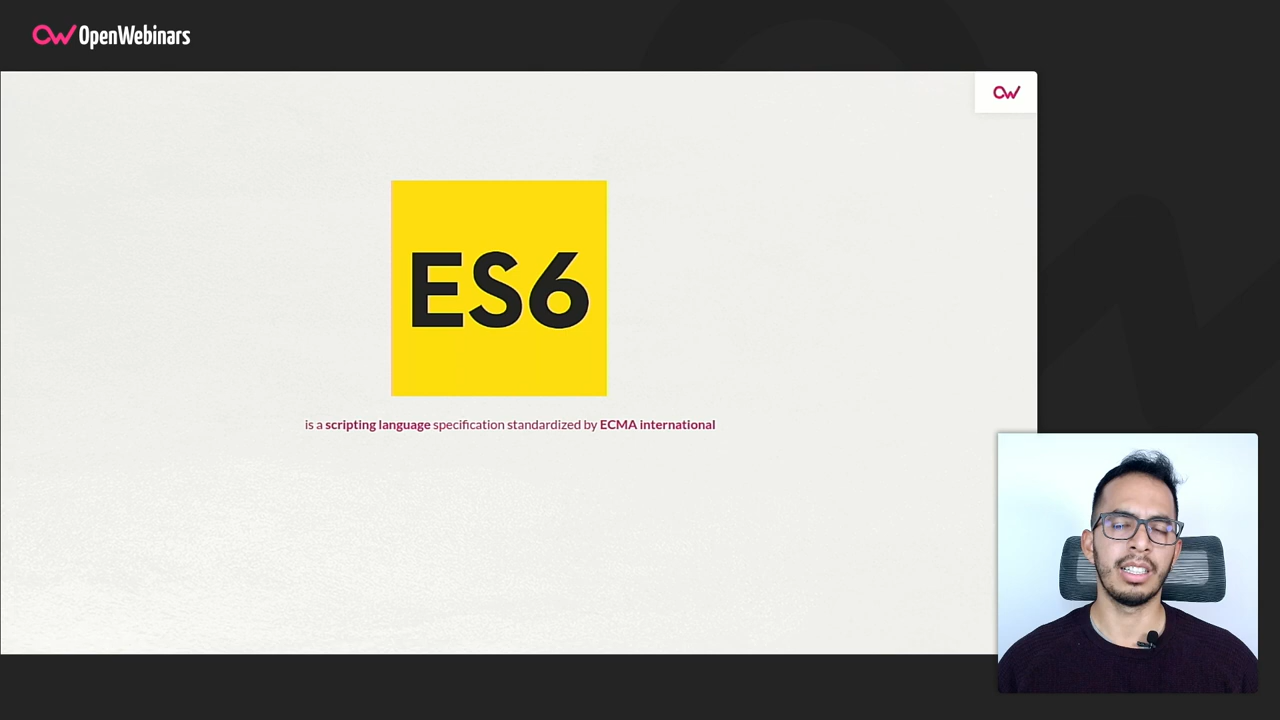 OpenWebinars
ES6
is a scripting language specification standardized by ECMA international